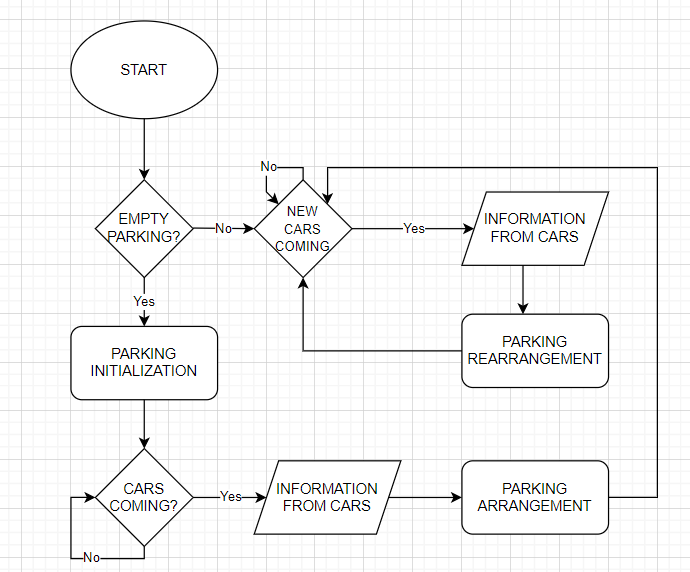 START
No
EMPTY
PARKING?
No
NEW
CARS
COMING
Yes
INFORMATION
FROM CARS
Yes
PARKING
INITIALIZATION
PARKING
REARRANGEMENT
CARS
COMING?
Yes
INFORMATION
FROM CARS
PARKING
ARRANGEMENT
No